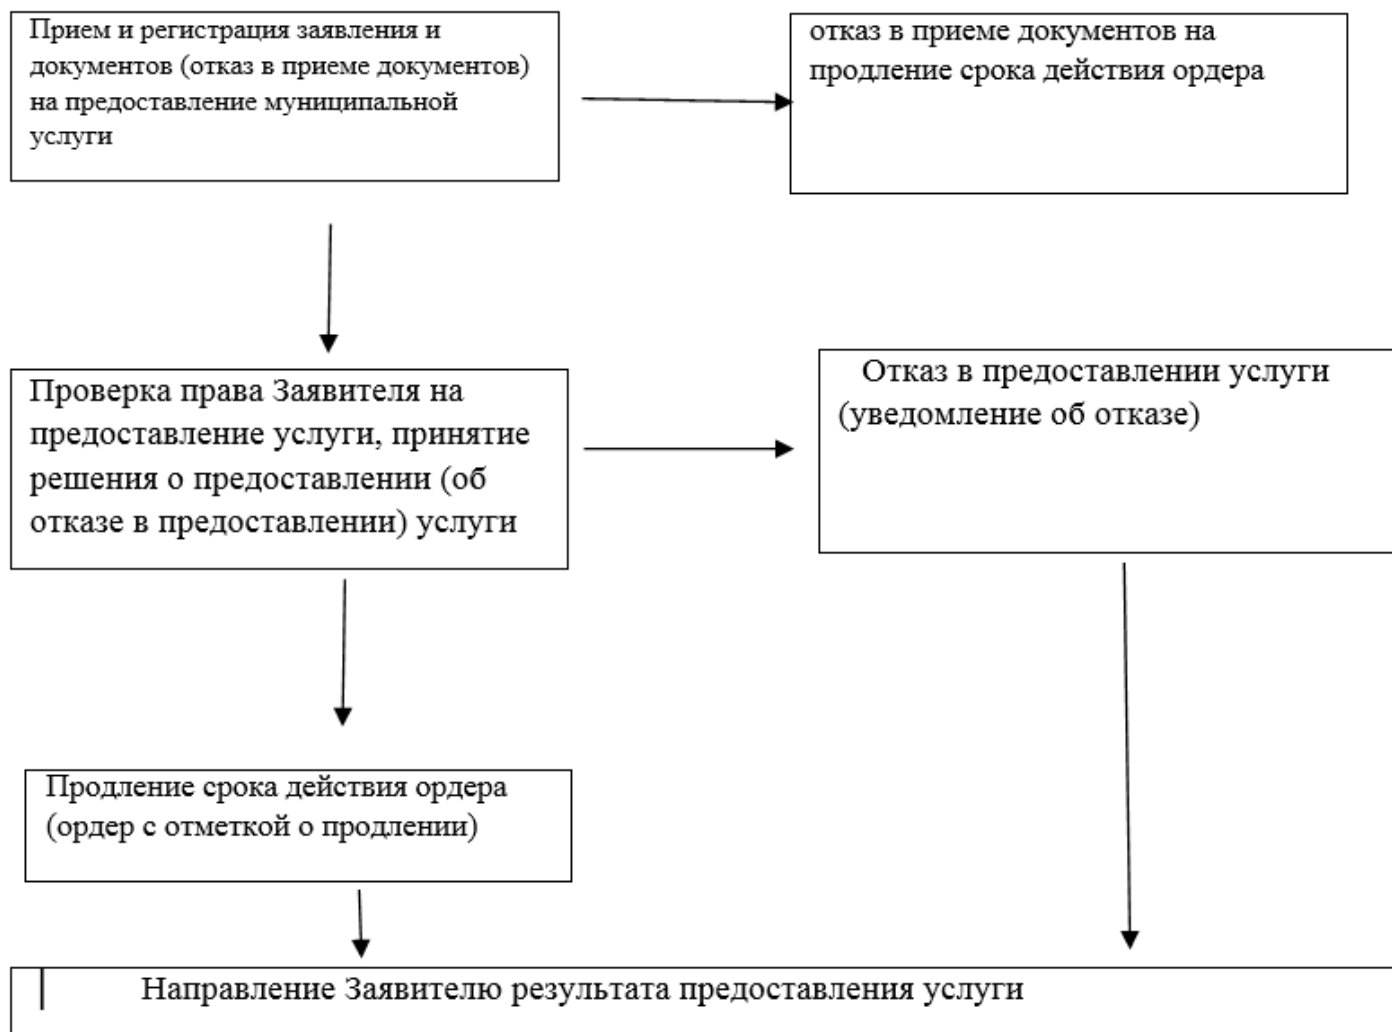 Прием и регистрация заявления и
документов (отказ в приеме документов)
на предоставление муниципальной
услуги
отказ в приеме документов на
продление срока действия ордера
Проверка права Заявителя на
предоставление услуги, принятие
решения о предоставлении (об
отказе в предоставлении) услуги
Отказ в предоставлении услуги
(уведомление об отказе)
Продление срока действия ордера
(ордер с отметкой о продлении)
Направление Заявителю результата предоставления услуги